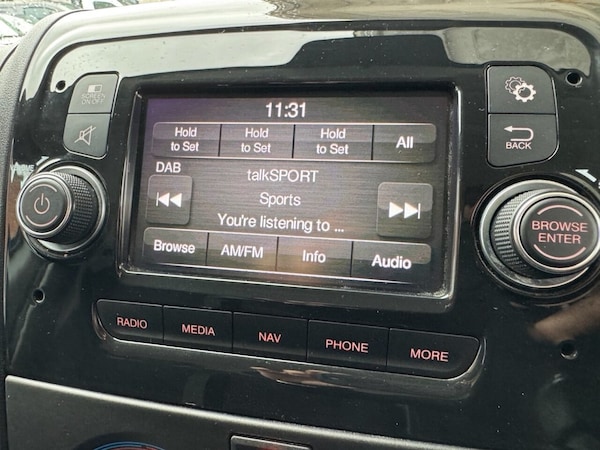 SCREEN
ON/OFF
11:31
Hold
to Set
Hold
to Set
Hold
to Set
All
DAB
talkSPORT
Sports
You're listening to ...
Browse
AM/FM
Info
Audio
BACK
BROWSE
ENTER
RADIO
MEDIA
NAV
PHONE
MORE